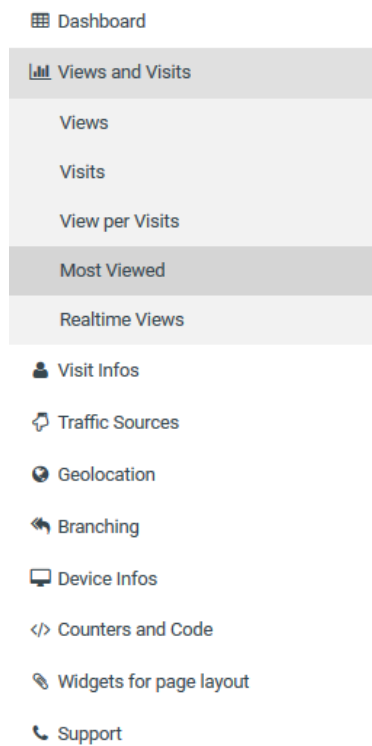 Dashboard
Views and Visits
Views
Visits
View per Visits
Most Viewed
Realtime Views
Visit Infos
Traffic Sources
Geolocation
Branching
Device Infos
Counters and Code
Widgets for page layout
Support